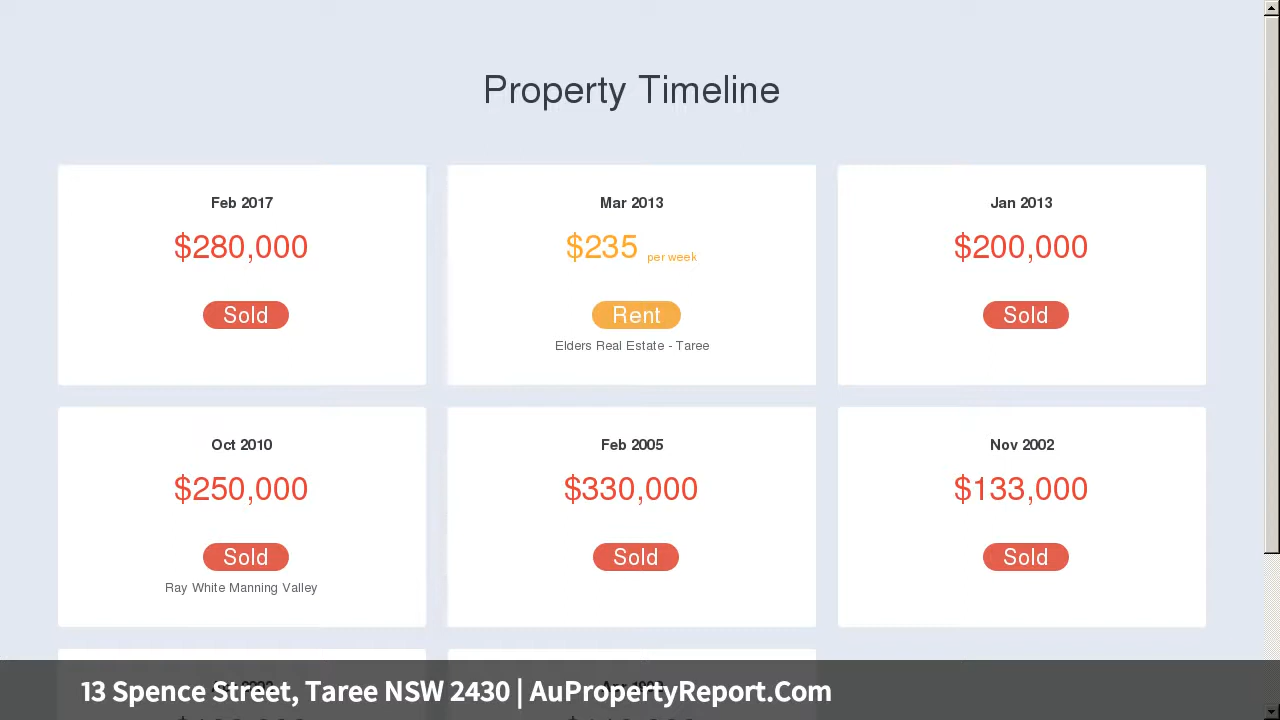 Property Timeline
Feb 2017
$280,000
Sold
Mar 2013
$235 per week
Rent
Elders Real Estate - Taree
Jan 2013
$200,000
Sold
Oct 2010
$250,000
Sold
Ray White Manning Valley
Feb 2005
$330,000
Sold
Nov 2002
$133,000
Sold
13 Spence Street, Taree NSW 2430 | AuPropertyReport.Com